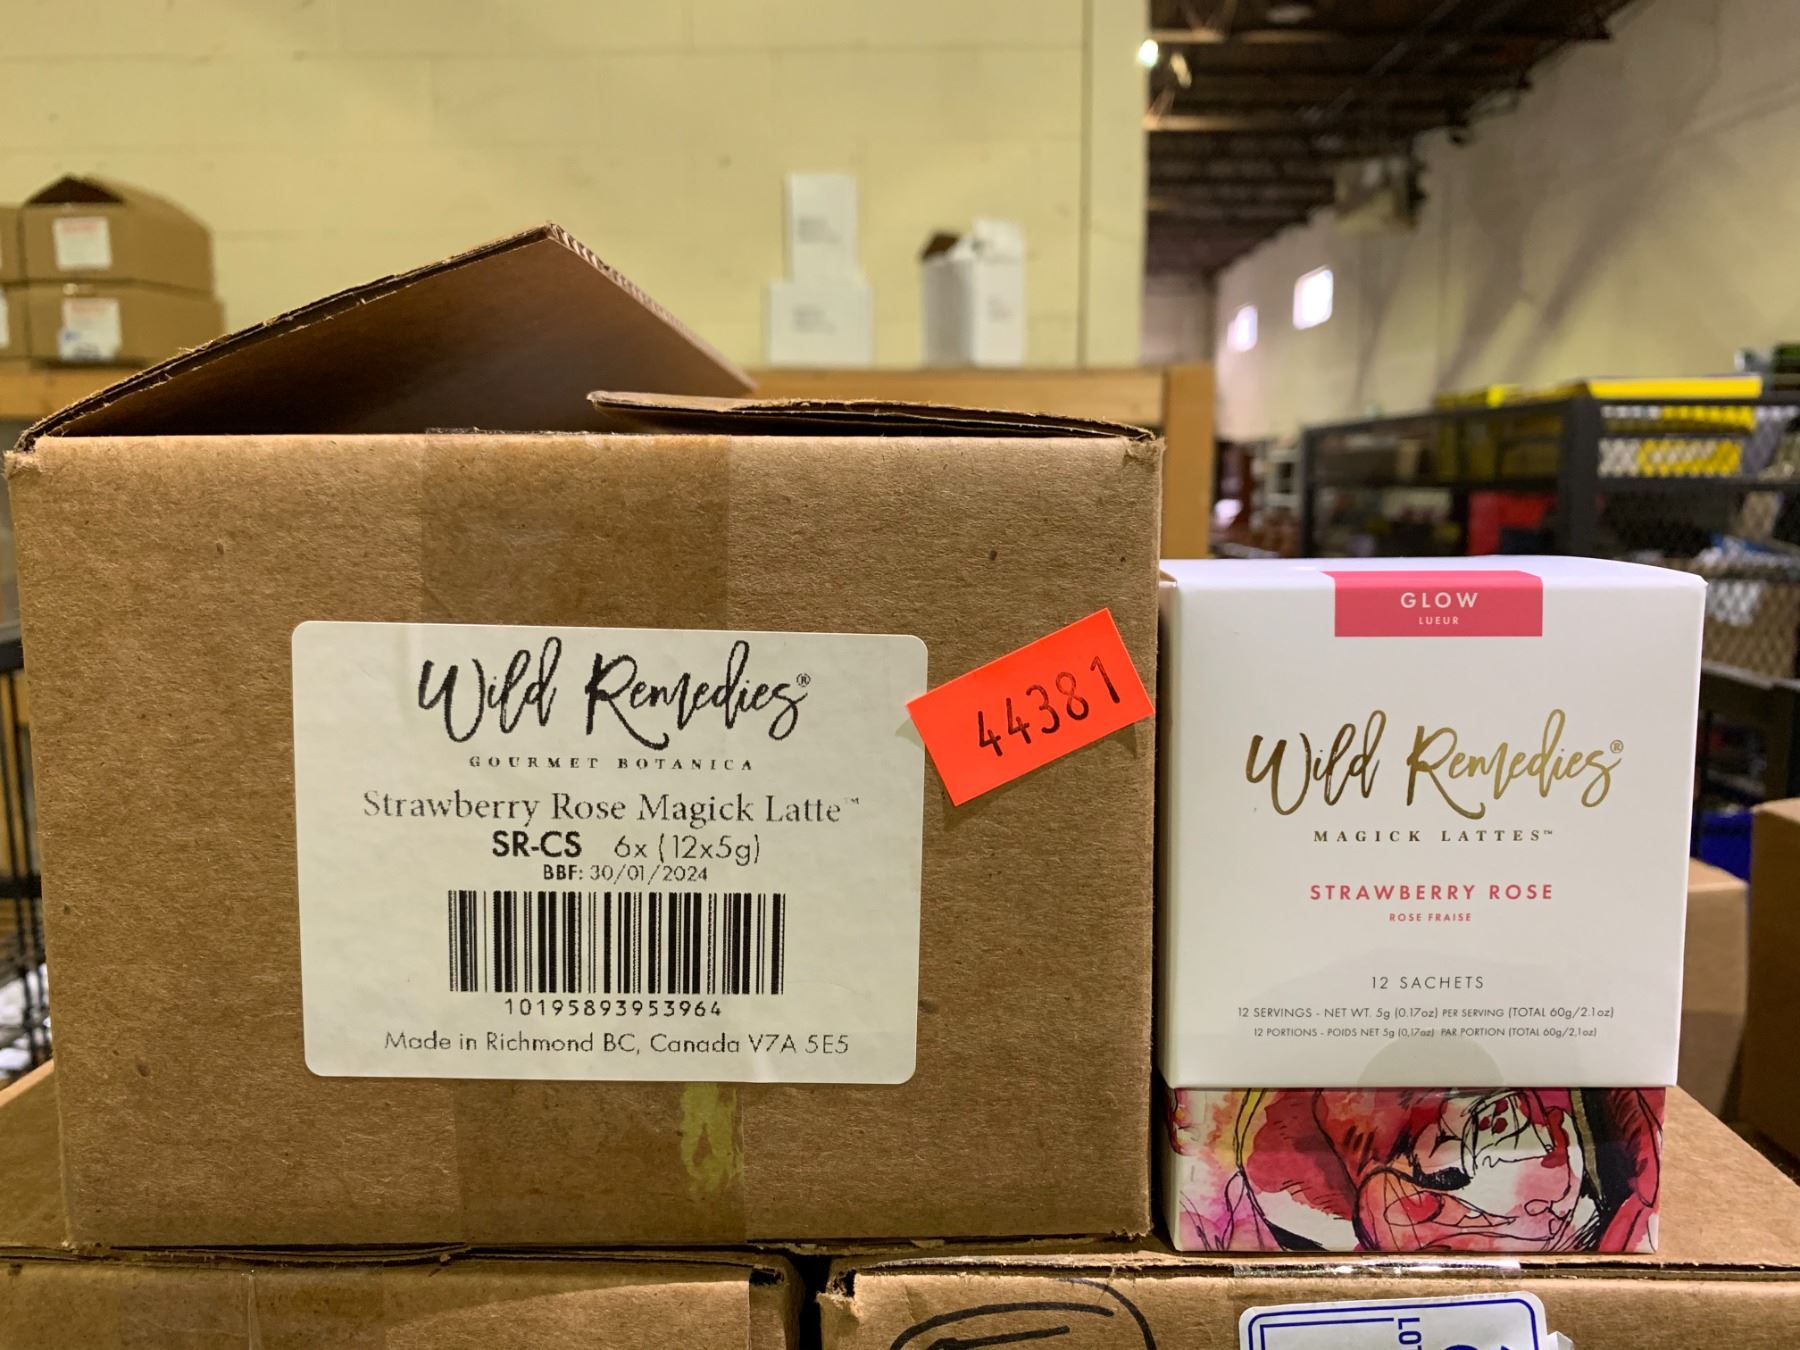 Wild Remedies®
GOURMET BOTANICA
Strawberry Rose Magick Latte™
SR-CS 6x (12x5g)
BBF: 30/01/2024
10195893953964
Made in Richmond BC, Canada V7A 5E5
44381
GLOW
LUEUR
Wild Remedies®
MAGICK LATTES™
STRAWBERRY ROSE
ROSE FRAISE
12 SACHETS
12 SERVINGS - NET WT. 5g (0.17oz) PER SERVING (TOTAL 60g/2.1oz)
12 PORTIONS - POIDS NET 5g (0,17oz) PAR PORTION (TOTAL 60g/2,1oz)